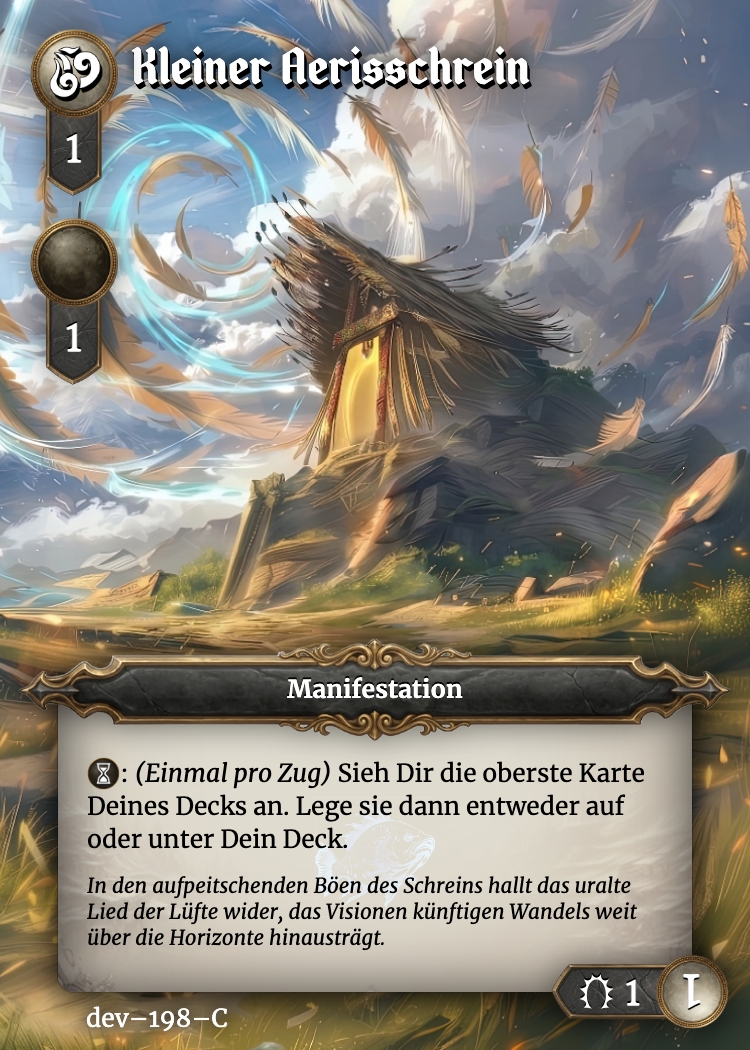 Kleiner Aerisschrein
1
1
Manifestation
: (Einmal pro Zug) Sieh Dir die oberste Karte
Deines Decks an. Lege sie dann entweder auf
oder unter Dein Deck.
In den aufpeitschenden Böen des Schreins hallt das uralte
Lied der Lüfte wider, das Visionen künftigen Wandels weit
über die Horizonte hinausträgt.
1
dev–198–C